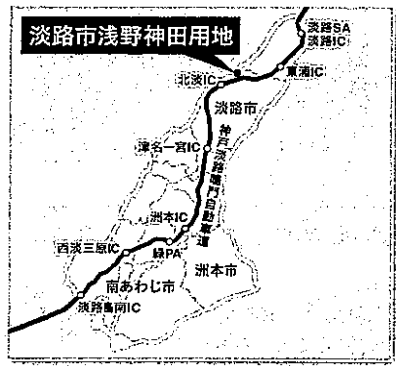 淡路市浅野神田用地
淡路SA
淡路IC
東浦IC
北淡IC
淡路市
津名一宮IC
神戸淡路鳴門自動車道
洲本IC
西淡三原IC
緑PA
洲本市
南あわじ市
淡路島南IC